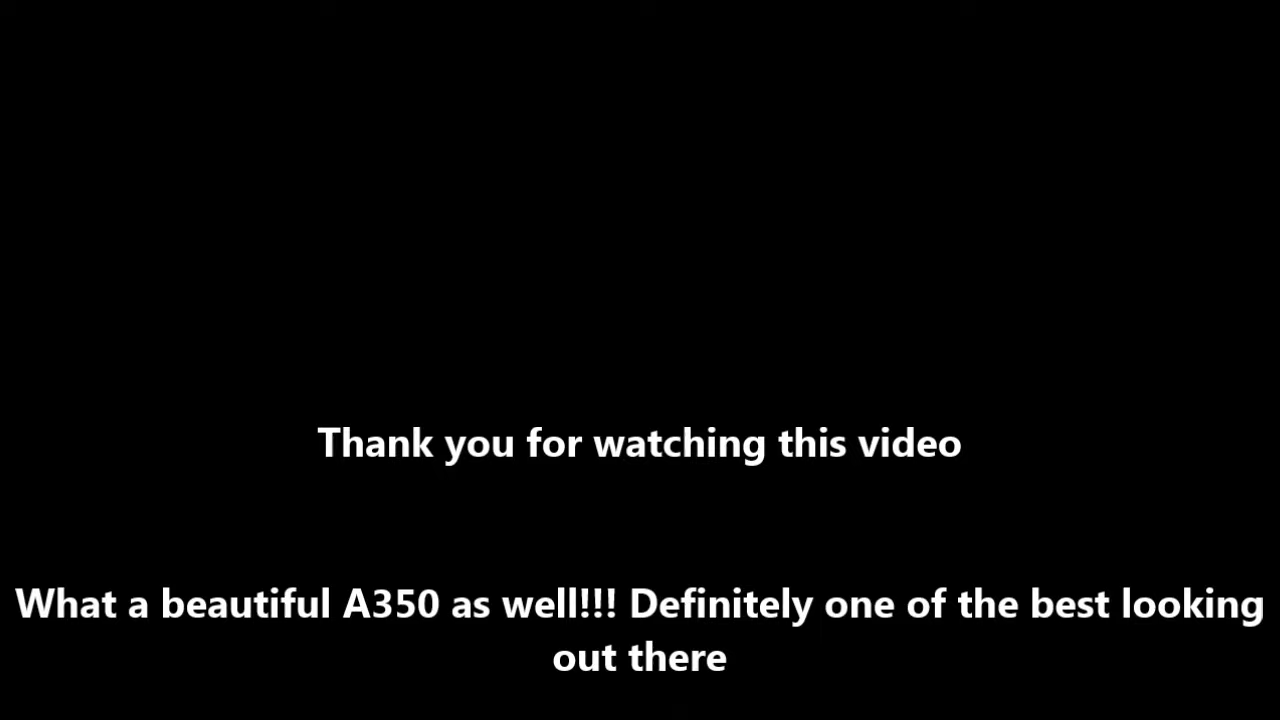 Thank you for watching this video
What a beautiful A350 as well!!! Definitely one of the best looking
out there